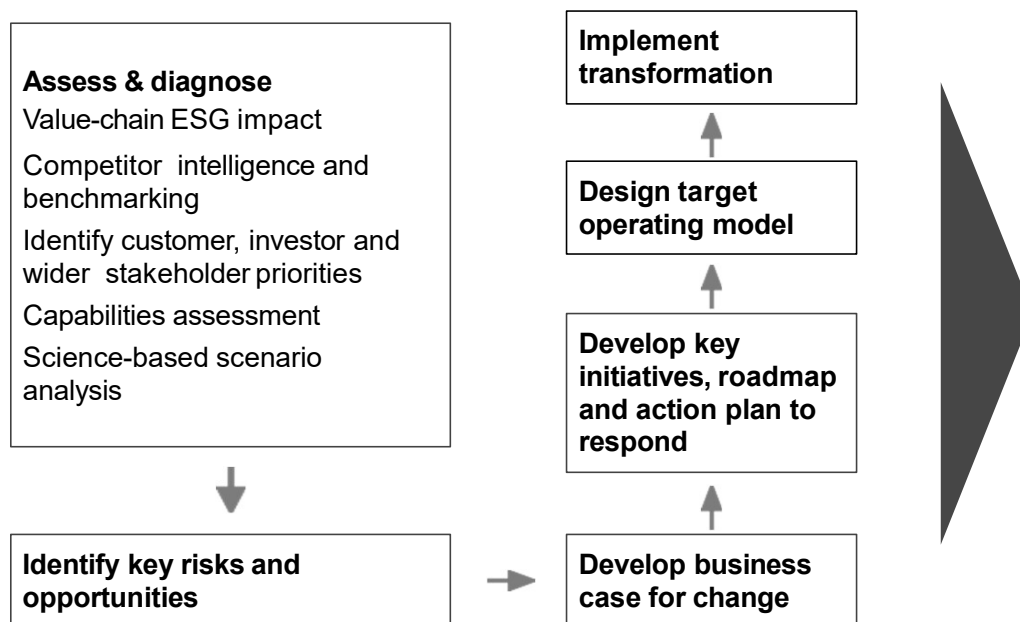 Assess & diagnose
Value-chain ESG impact
Competitor intelligence and
benchmarking
Identify customer, investor and
wider stakeholder priorities
Capabilities assessment
Science-based scenario
analysis
Identify key risks and
opportunities
Develop business
case for change
Develop key
initiatives, roadmap
and action plan to
respond
Design target
operating model
Implement
transformation